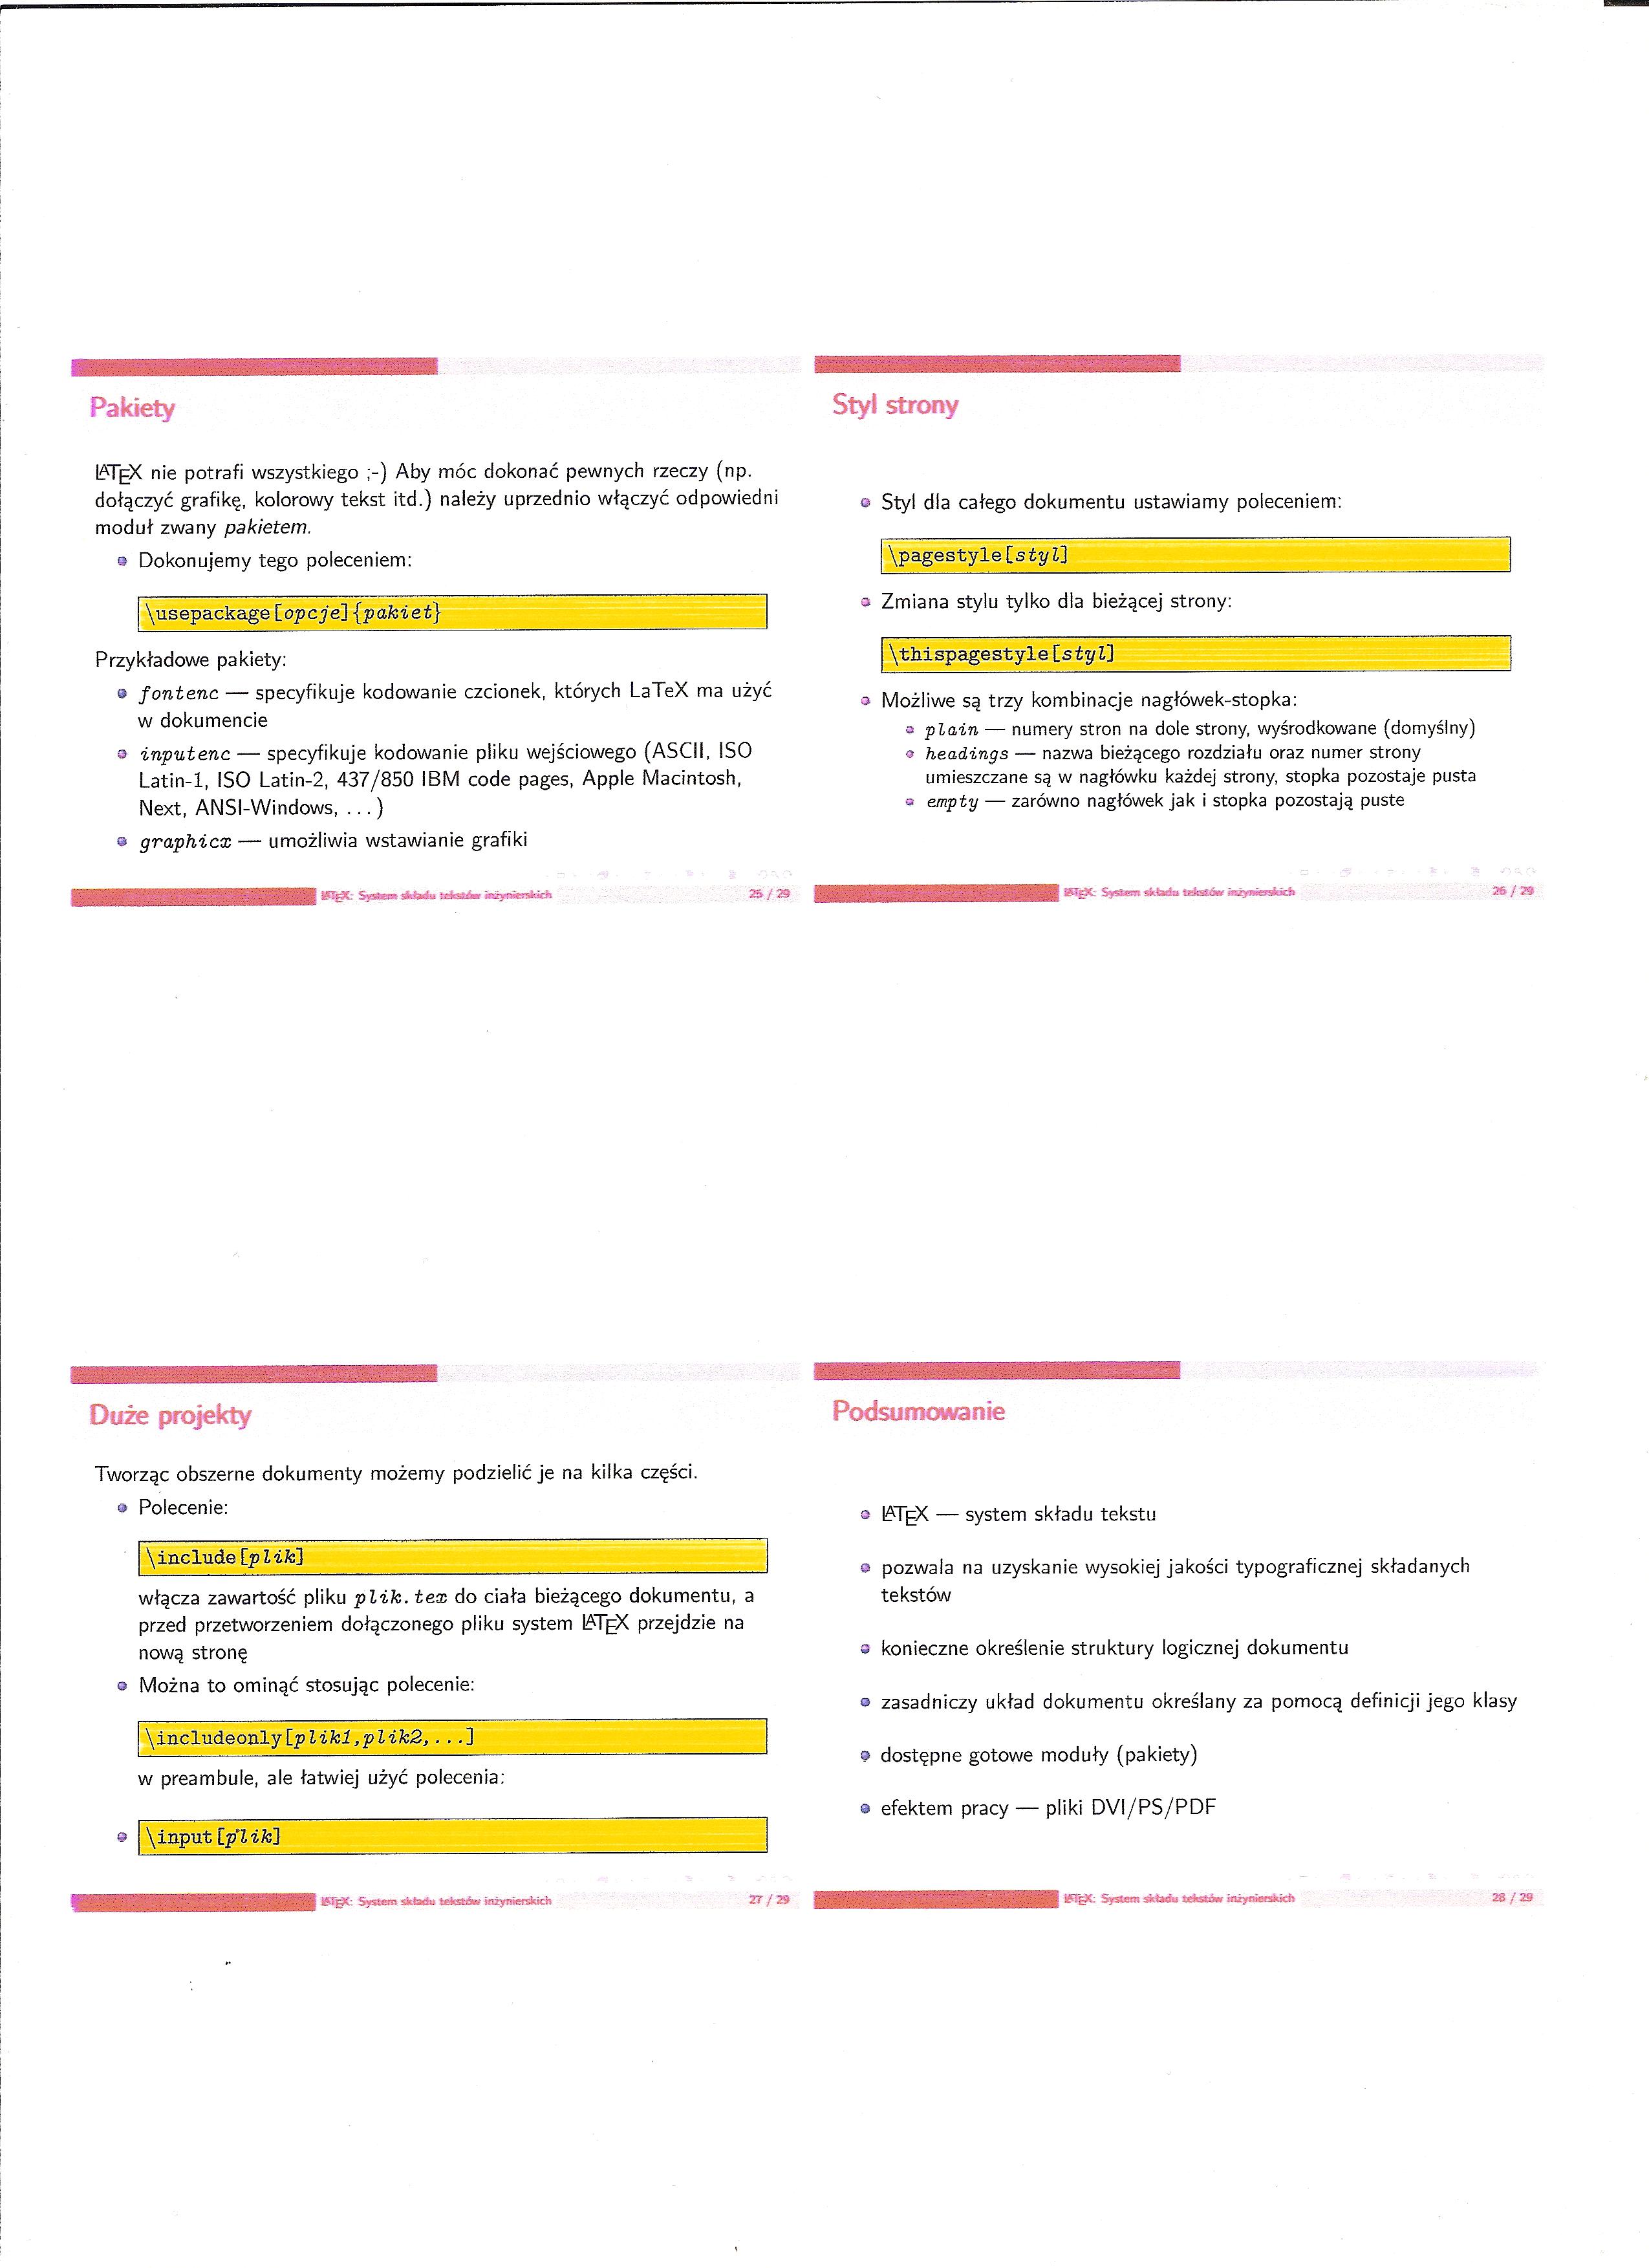 Pakiety
LATEX nie potrafi wszystkiego ;-) Aby móc dokonać pewnych rzeczy (np.
dołączyć grafikę, kolorowy tekst itd.) należy uprzednio włączyć odpowiedni
moduł zwany pakietem.
Dokonujemy tego poleceniem:
\usepackage[opcje]{pakiet}
Przykładowe pakiety:
fontenc — specyfikuje kodowanie czcionek, których LaTeX ma użyć
w dokumencie
inputenc — specyfikuje kodowanie pliku wejściowego (ASCII, ISO
Latin-1, ISO Latin-2, 437/850 IBM code pages, Apple Macintosh,
Next, ANSI-Windows, ...)
graphicx — umożliwia wstawianie grafiki
LATEX: System składu tekstów inżynierskich 25 / 29
Styl strony
Styl dla całego dokumentu ustawiamy poleceniem:
\pagestyle[styl]
Zmiana stylu tylko dla bieżącej strony:
\thispagestyle[styl]
Możliwe są trzy kombinacje nagłówek-stopka:
plain — numery stron na dole strony, wyśrodkowane (domyślny)
headings — nazwa bieżącego rozdziału oraz numer strony
umieszczane są w nagłówku każdej strony, stopka pozostaje pusta
empty — zarówno nagłówek jak i stopka pozostają puste
LATEX: System składu tekstów inżynierskich 26 / 29
Duże projekty
Tworząc obszerne dokumenty możemy podzielić je na kilka części.
Polecenie:
\include[plik]
włącza zawartość pliku plik.tex do ciała bieżącego dokumentu, a
przed przetworzeniem dołączonego pliku system LATEX przejdzie na
nową stronę
Można to ominąć stosując polecenie:
\includeonly[plik1,plik2,...]
w preambule, ale łatwiej użyć polecenia:
\input[plik]
LATEX: System składu tekstów inżynierskich 27 / 29
Podsumowanie
LATEX — system składu tekstu
pozwala na uzyskanie wysokiej jakości typograficznej składanych
tekstów
konieczne określenie struktury logicznej dokumentu
zasadniczy układ dokumentu określany za pomocą definicji jego klasy
dostępne gotowe moduły (pakiety)
efektem pracy — pliki DVI/PS/PDF
LATEX: System składu tekstów inżynierskich 28 / 29